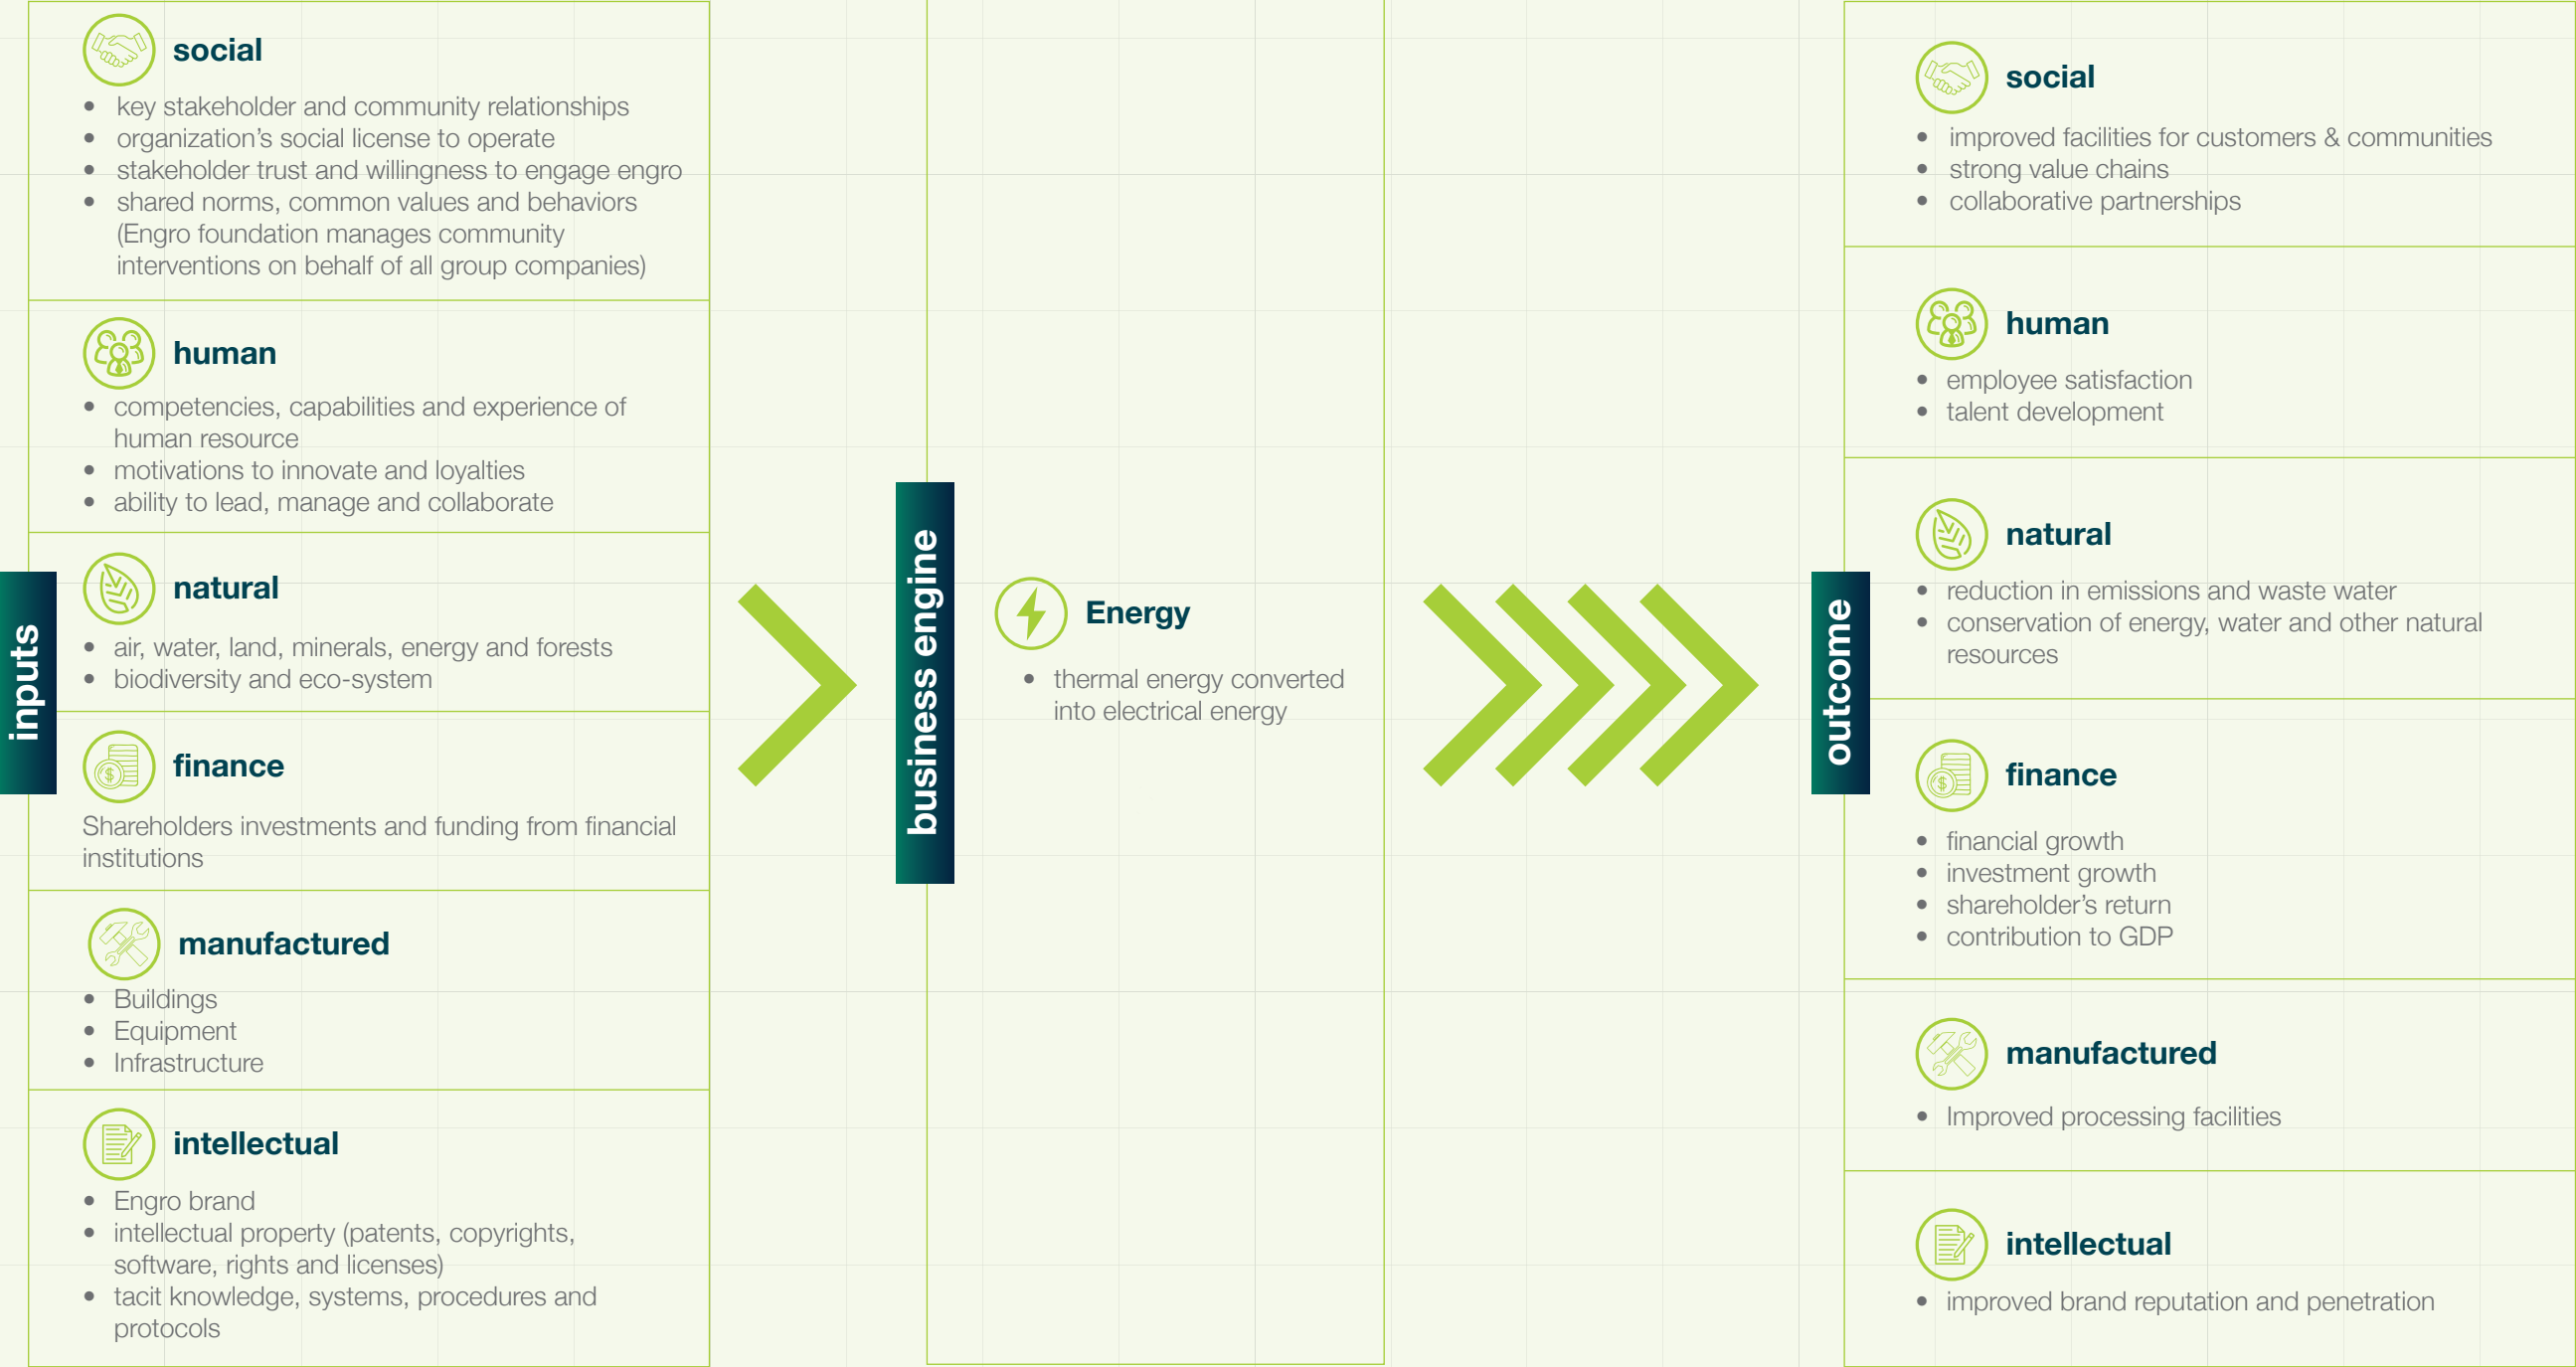 inputs
social
• key stakeholder and community relationships
• organization’s social license to operate
• stakeholder trust and willingness to engage engro
• shared norms, common values and behaviors
(Engro foundation manages community
interventions on behalf of all group companies)
human
• competencies, capabilities and experience of
human resource
• motivations to innovate and loyalties
• ability to lead, manage and collaborate
natural
• air, water, land, minerals, energy and forests
• biodiversity and eco-system
finance
Shareholders investments and funding from financial
institutions
manufactured
• Buildings
• Equipment
• Infrastructure
intellectual
• Engro brand
• intellectual property (patents, copyrights,
software, rights and licenses)
• tacit knowledge, systems, procedures and
protocols
business engine
Energy
• thermal energy converted
into electrical energy
outcome
social
• improved facilities for customers & communities
• strong value chains
• collaborative partnerships
human
• employee satisfaction
• talent development
natural
• reduction in emissions and waste water
• conservation of energy, water and other natural
resources
finance
• financial growth
• investment growth
• shareholder’s return
• contribution to GDP
manufactured
• Improved processing facilities
intellectual
• improved brand reputation and penetration